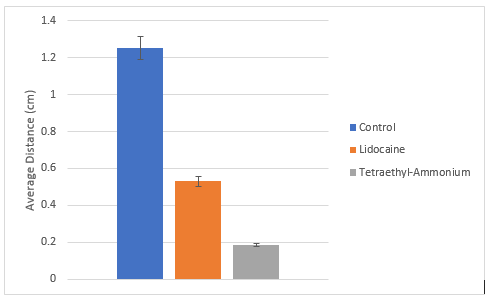 1.4
1.2
1
0.8
0.6
0.4
0.2
0
Average Distance (cm)
Control
Lidocaine
Tetraethyl-Ammonium